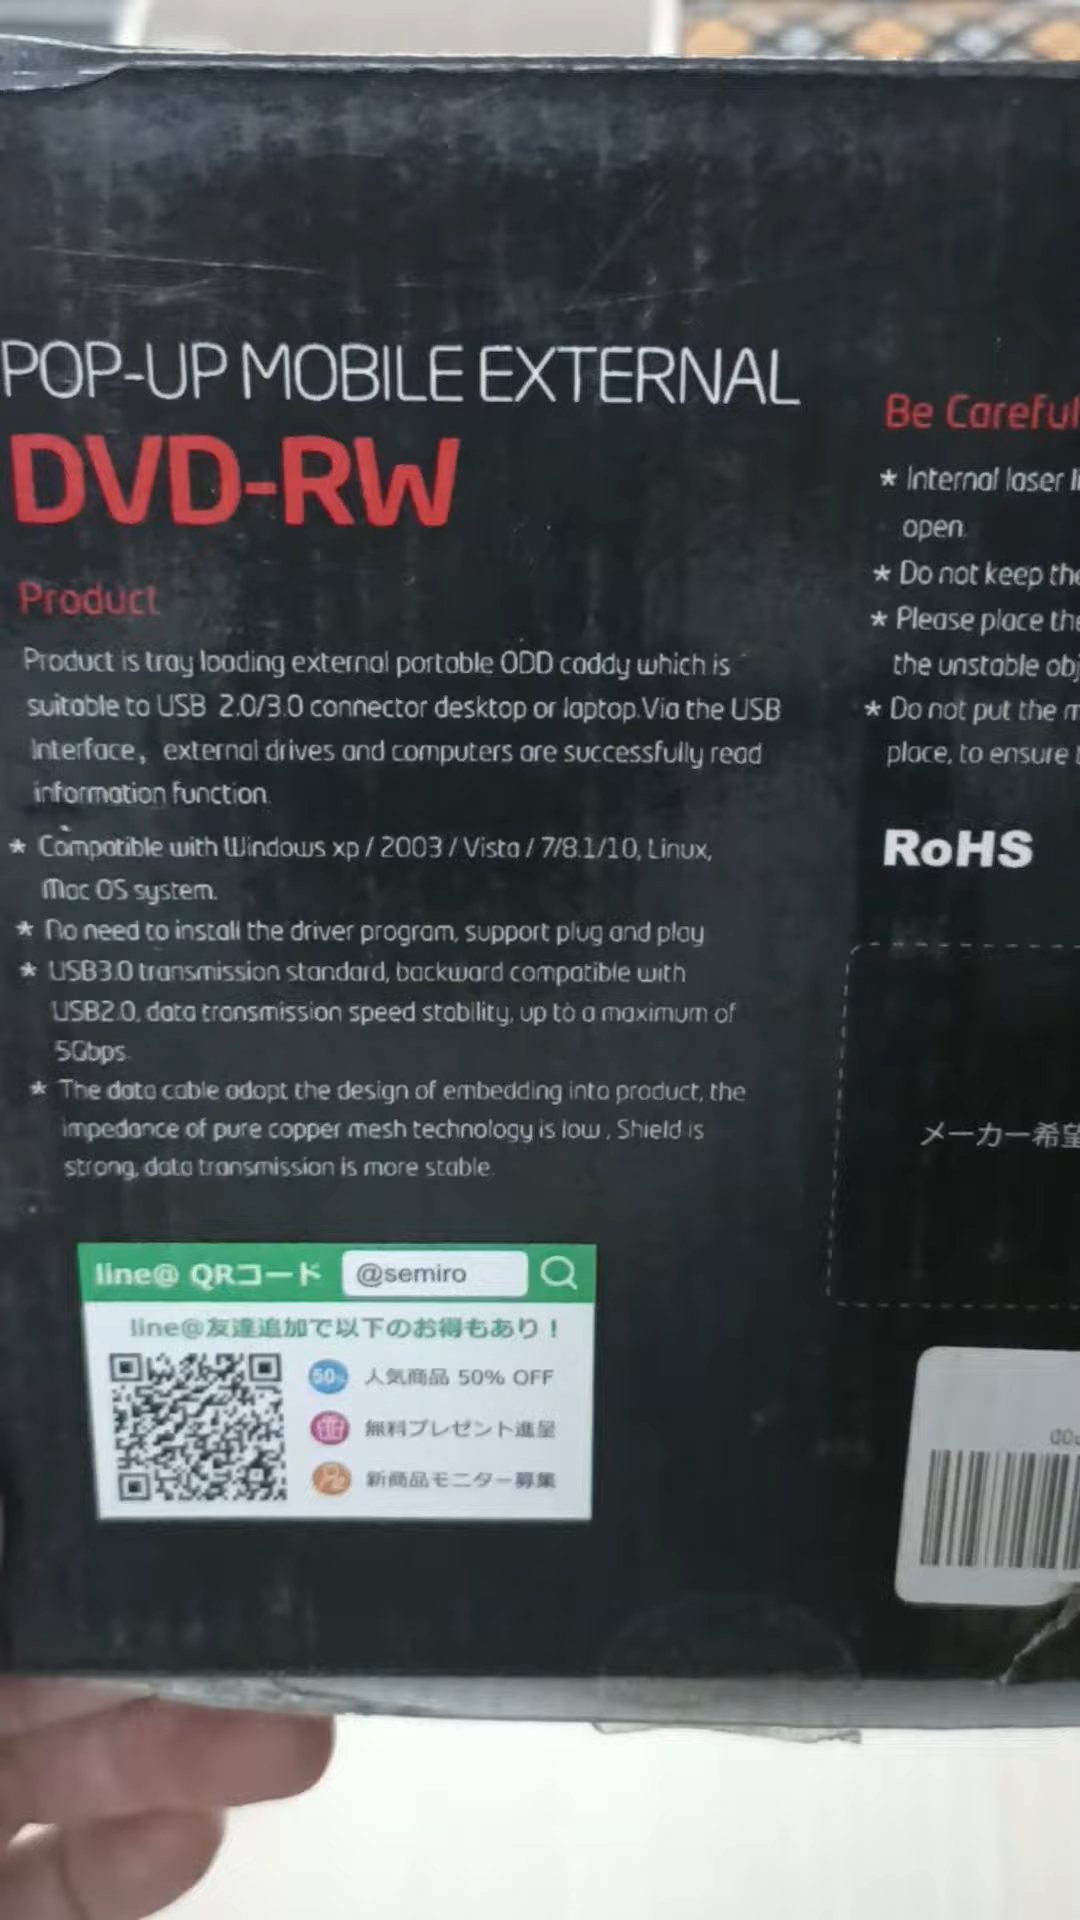 POP-UP MOBILE EXTERNAL
DVD-RW
Product
Product is tray loading external portable ODD caddy which is
suitable to USB 2.0/3.0 connector desktop or laptop.Via the USB
Interface, external drives and computers are successfully read
information function.
* Compatible with Windows xp / 2003 / Vista / 7/8.1/10, Linux,
Mac OS system.
* No need to install the driver program, support plug and play
* USB3.0 transmission standard, backward compatible with
USB2.0, data transmission speed stability, up to a maximum of
5Gbps.
* The data cable adopt the design of embedding into product, the
impedance of pure copper mesh technology is low , Shield is
strong, data transmission is more stable.
line@ QRコード @semiro
line@友達追加で以下のお得もあり！
50% 人気商品 50% OFF
無料プレゼント進呈
新商品モニター募集
Be Careful
* Internal laser
open.
* Do not keep the
* Please place the
the unstable
* Do not put the
place, to ensure
RoHS
メーカー希望